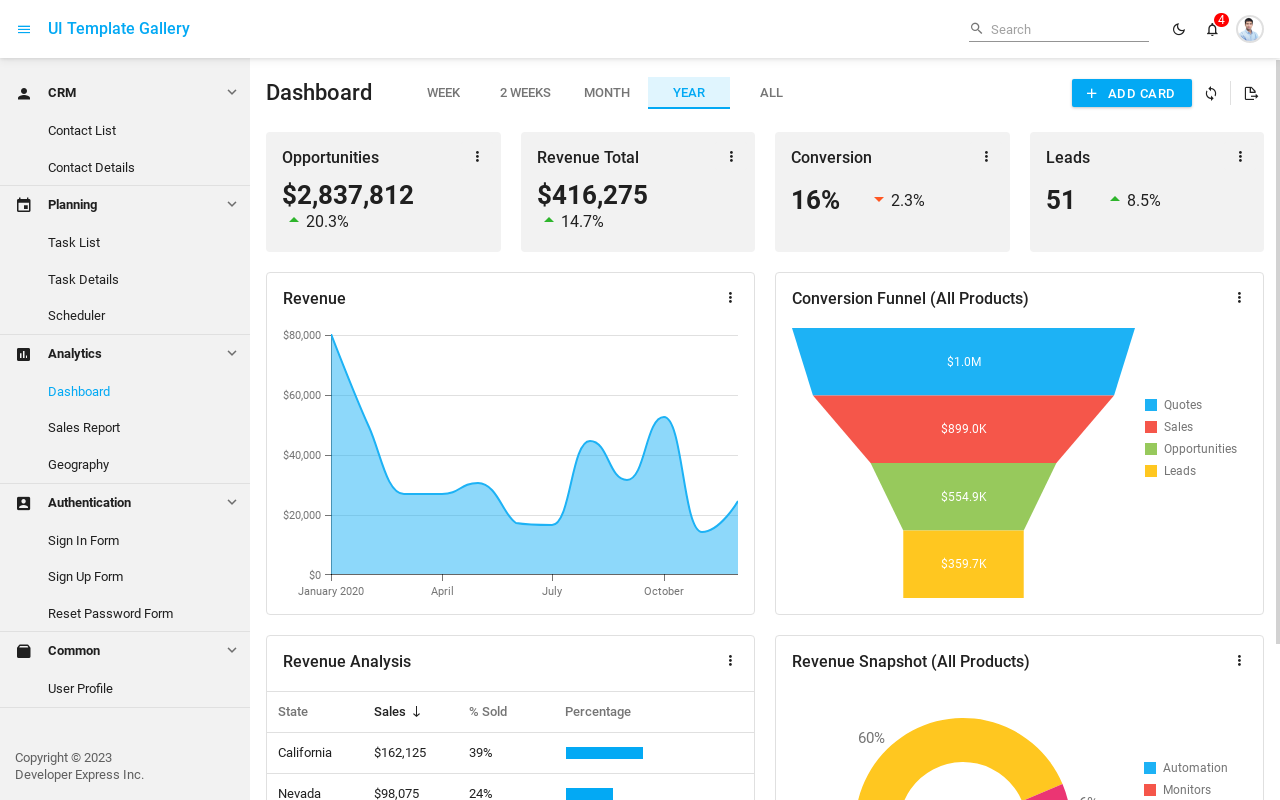 UI Template Gallery
Search
4
CRM
Contact List
Contact Details
Planning
Task List
Task Details
Scheduler
Analytics
Dashboard
Sales Report
Geography
Authentication
Sign In Form
Sign Up Form
Reset Password Form
Common
User Profile
Copyright © 2023
Developer Express Inc.
Dashboard
WEEK
2 WEEKS
MONTH
YEAR
ALL
ADD CARD
Opportunities
$2,837,812
20.3%
Revenue Total
$416,275
14.7%
Conversion
16%
2.3%
Leads
51
8.5%
Revenue
$80,000
$60,000
$40,000
$20,000
$0
January 2020
April
July
October
Conversion Funnel (All Products)
$1.0M
$899.0K
$554.9K
$359.7K
Quotes
Sales
Opportunities
Leads
Revenue Analysis
State Sales % Sold Percentage
California $162,125 39%
Nevada $98,075 24%
Revenue Snapshot (All Products)
60%
Automation
Monitors